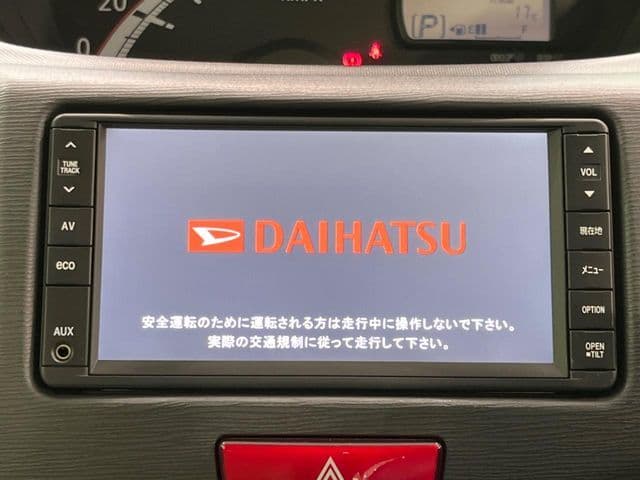 20
0
P
E
F
TUNE
TRACK
AV
eco
AUX
DAIHATSU
安全運転のために運転される方は走行中に操作しないで下さい。
実際の交通規制に従って走行して下さい。
VOL
現在地
メニュー
OPTION
OPEN
TILT